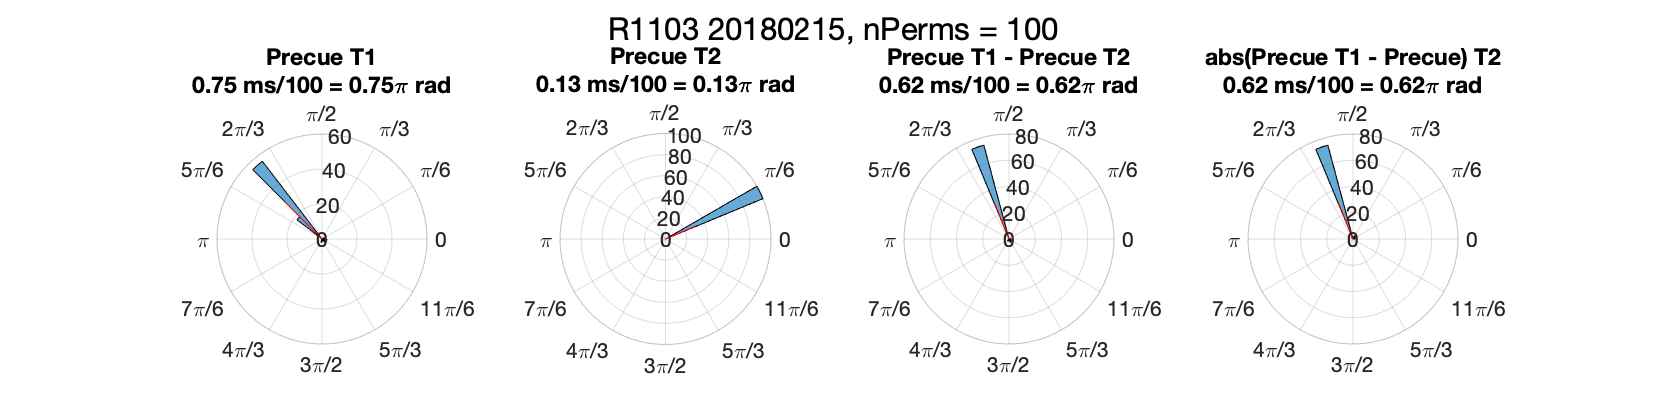 R1103 20180215, nPerms = 100
Precue T1
0.75 ms/100 = 0.75π rad
π/2
2π/3
60
π/3
5π/6
40
π/6
20
π
0
0
7π/6
11π/6
4π/3
5π/3
3π/2
Precue T2
0.13 ms/100 = 0.13π rad
π/2
2π/3
100
π/3
80
5π/6
60
π/6
40
20
π
0
0
7π/6
11π/6
4π/3
5π/3
3π/2
Precue T1 - Precue T2
0.62 ms/100 = 0.62π rad
π/2
2π/3
80
π/3
60
5π/6
π/6
40
20
π
0
0
7π/6
11π/6
4π/3
5π/3
3π/2
abs(Precue T1 - Precue) T2
0.62 ms/100 = 0.62π rad
π/2
2π/3
80
π/3
60
5π/6
π/6
40
20
π
0
0
7π/6
11π/6
4π/3
5π/3
3π/2